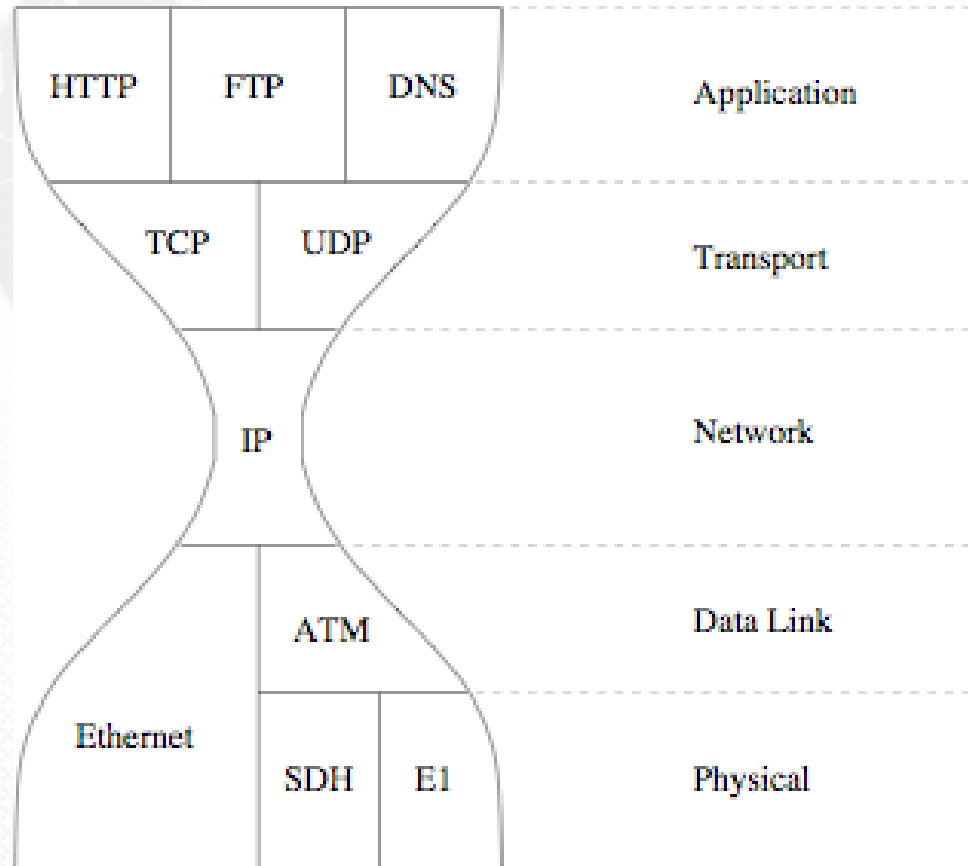 HTTP FTP DNS Application
TCP UDP Transport
IP Network
ATM Data Link
Ethernet
SDH E1 Physical